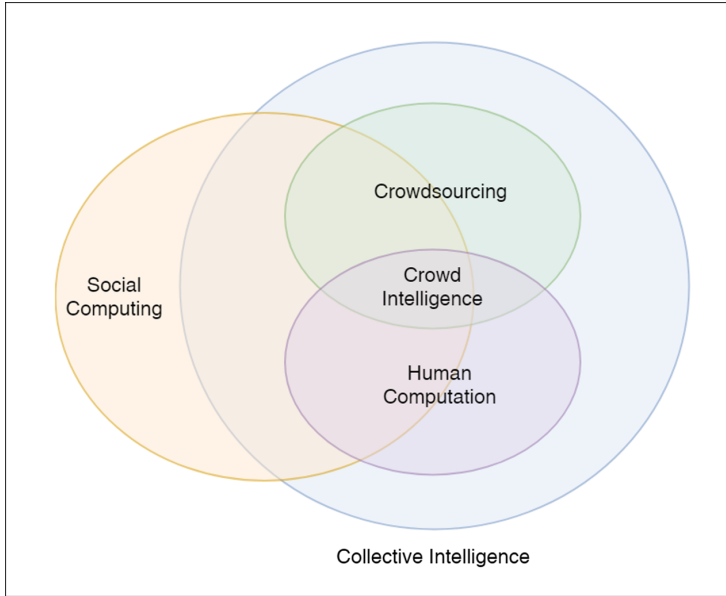 Crowdsourcing
Crowd
Intelligence
Social
Computing
Human
Computation
Collective Intelligence